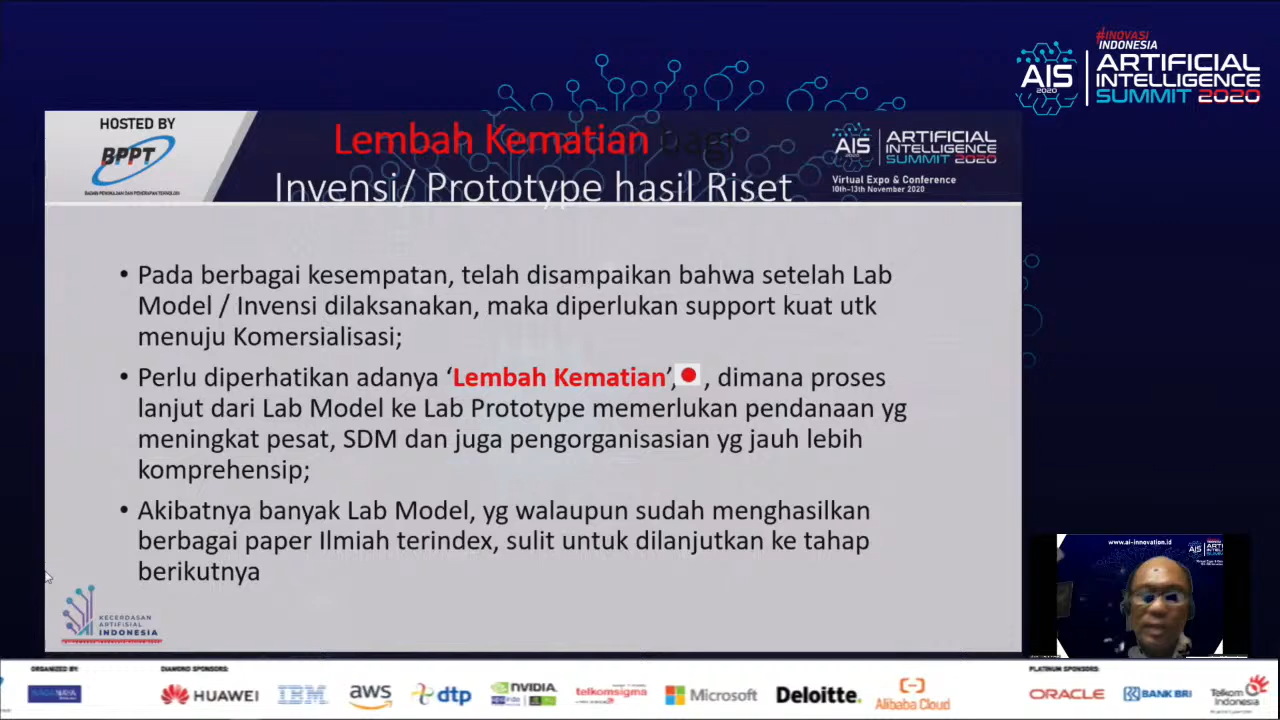 #INOVASI
INDONESIA
AIS
2020
ARTIFICIAL
INTELLIGENCE
SUMMIT 2020
HOSTED BY
BPPT
BADAN PENGKAJIAN DAN PENERAPAN TEKNOLOGI
Lembah Kematian bagi
Invensi/ Prototype hasil Riset
AIS
ARTIFICIAL
INTELLIGENCE
SUMMIT 2020
Virtual Expo & Conference
10th-13th November 2020
• Pada berbagai kesempatan, telah disampaikan bahwa setelah Lab
Model / Invensi dilaksanakan, maka diperlukan support kuat utk
menuju Komersialisasi;
• Perlu diperhatikan adanya ‘Lembah Kematian’, , dimana proses
lanjut dari Lab Model ke Lab Prototype memerlukan pendanaan yg
meningkat pesat, SDM dan juga pengorganisasian yg jauh lebih
komprehensip;
• Akibatnya banyak Lab Model, yg walaupun sudah menghasilkan
berbagai paper Ilmiah terindex, sulit untuk dilanjutkan ke tahap
berikutnya
KECERDASAN
ARTIFISIAL
INDONESIA
www.ai-innovation.id
AIS
ORGANIZED BY:
DIAMOND SPONSORS:
PLATINUM SPONSORS:
HUAWEI
IBM
aws
dtp
NVIDIA
telkomsigma
Microsoft
Deloitte.
Alibaba Cloud
ORACLE
BANK BRI
Telkom
Indonesia